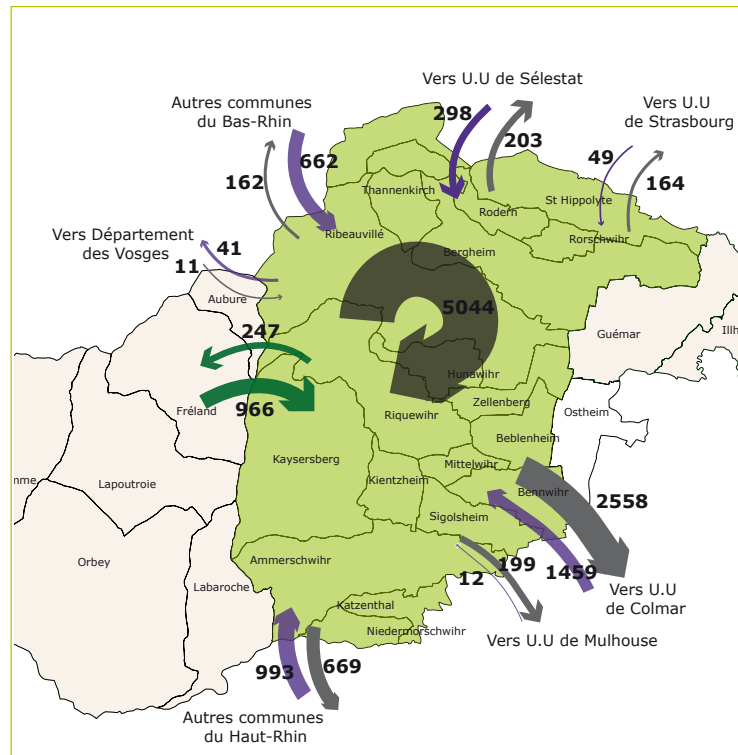 Vers U.U de Sélestat
Autres communes
du Bas-Rhin
298
203
Vers U.U
de Strasbourg
662
49
162
164
Thannenkirch
St Hippolyte
Rodern
Ribeauvillé
Rorschwihr
Vers Département
des Vosges
41
11
Bergheim
Aubure
5044
247
Guémar
Illh
Hunawihr
Fréland
966
Zellenberg
Riquewihr
Ostheim
Beblenheim
Kaysersberg
Mittelwihr
mme
Lapoutroie
Kientzheim
Bennwihr
2558
Sigolsheim
Orbey
Ammerschwihr
199
1459
12
Labaroche
Vers U.U
de Colmar
Katzenthal
Niedermorschwihr
Vers U.U de Mulhouse
993
669
Autres communes
du Haut-Rhin